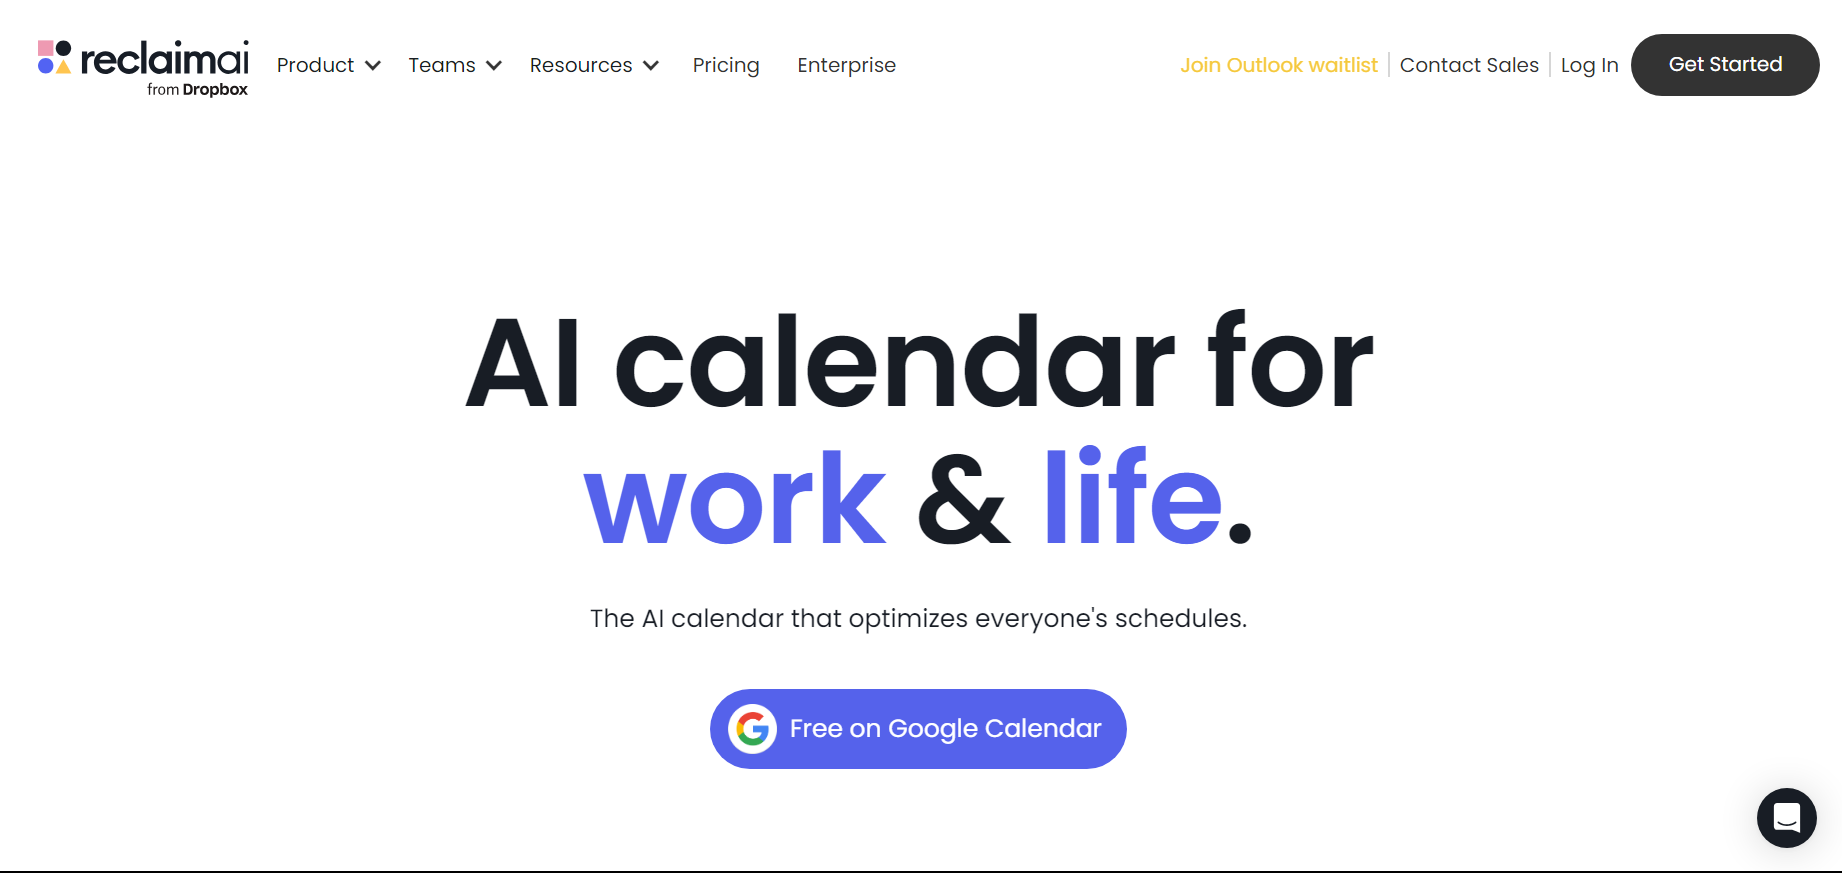 reclaimai
from Dropbox
Product
Teams
Resources
Pricing
Enterprise
Join Outlook waitlist
Contact Sales
Log In
Get Started
AI calendar for
work & life.
The AI calendar that optimizes everyone's schedules.
Free on Google Calendar